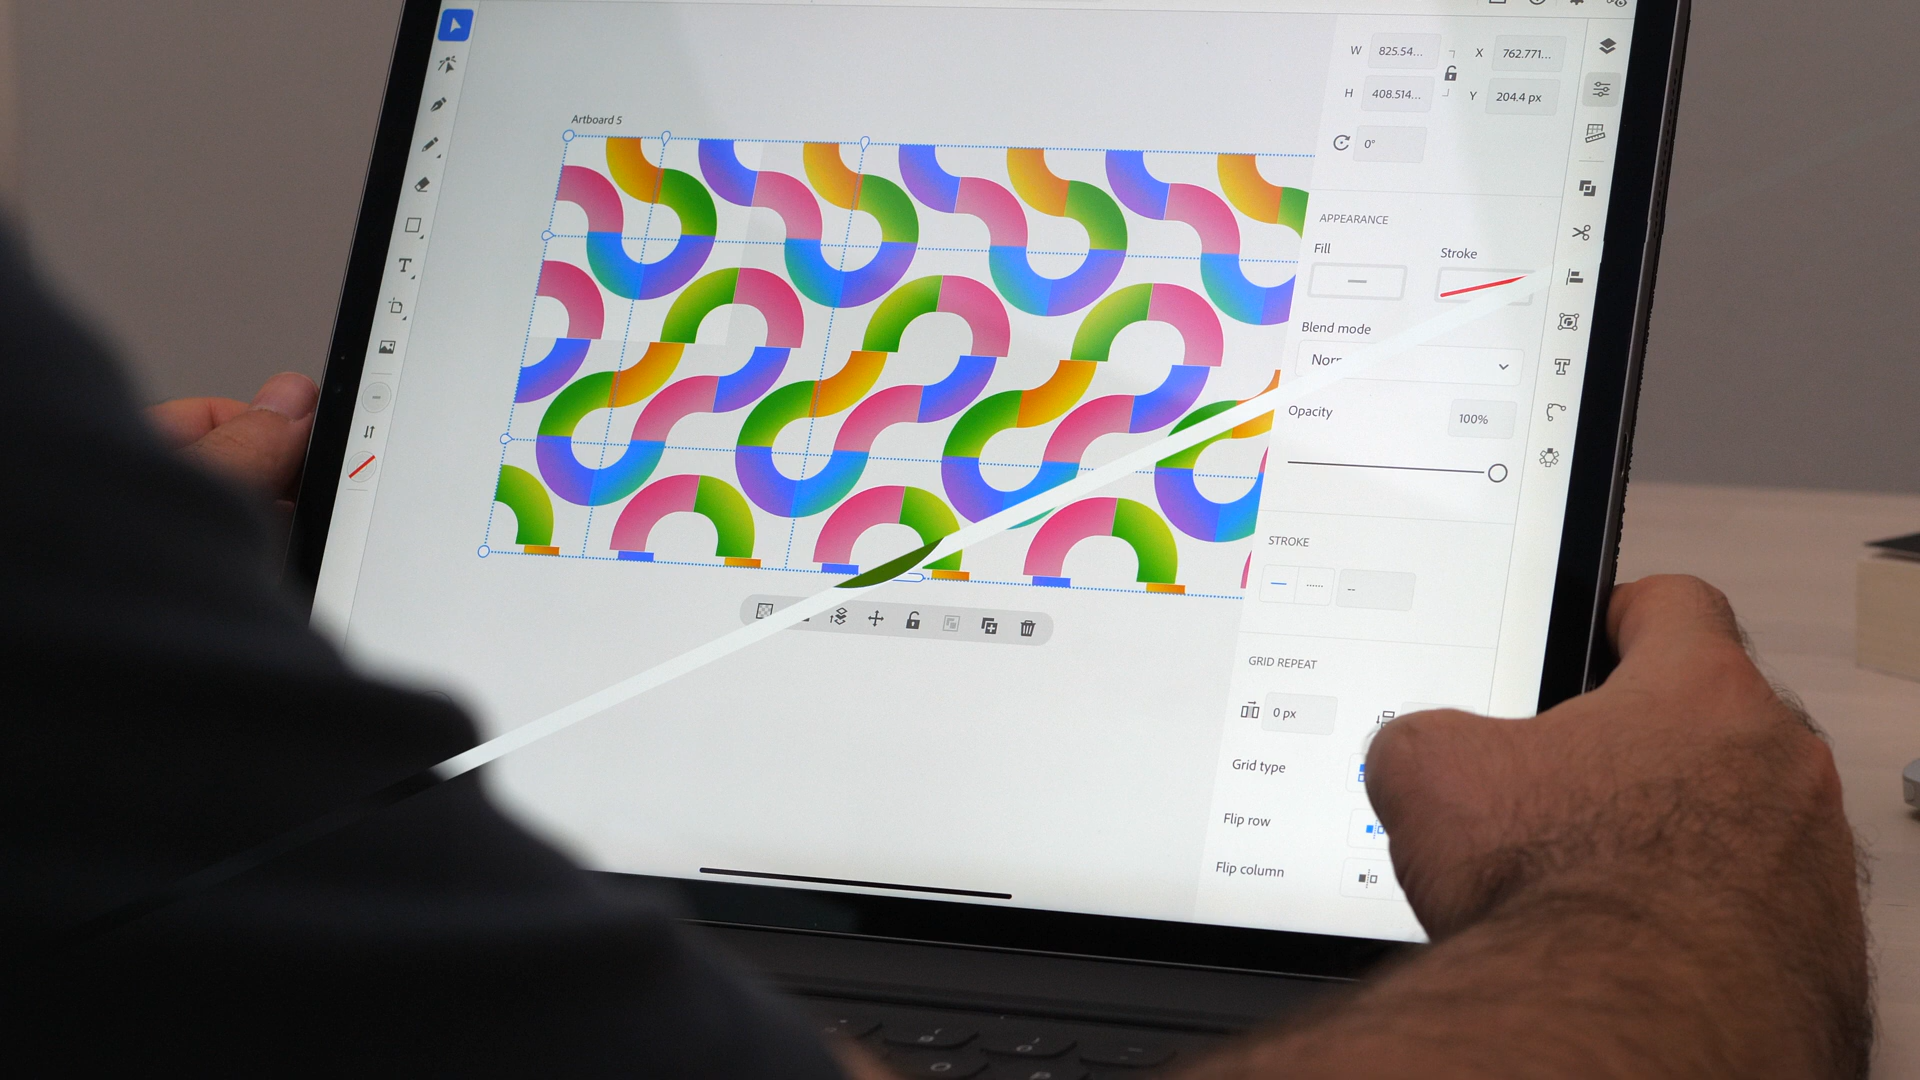 Artboard 5
W 825.54... X 762.771...
H 408.514... Y 204.4 px
0°
APPEARANCE
Fill
Stroke
Blend mode
Nor
Opacity 100%
STROKE
--
GRID REPEAT
0 px
Grid type
Flip row
Flip column